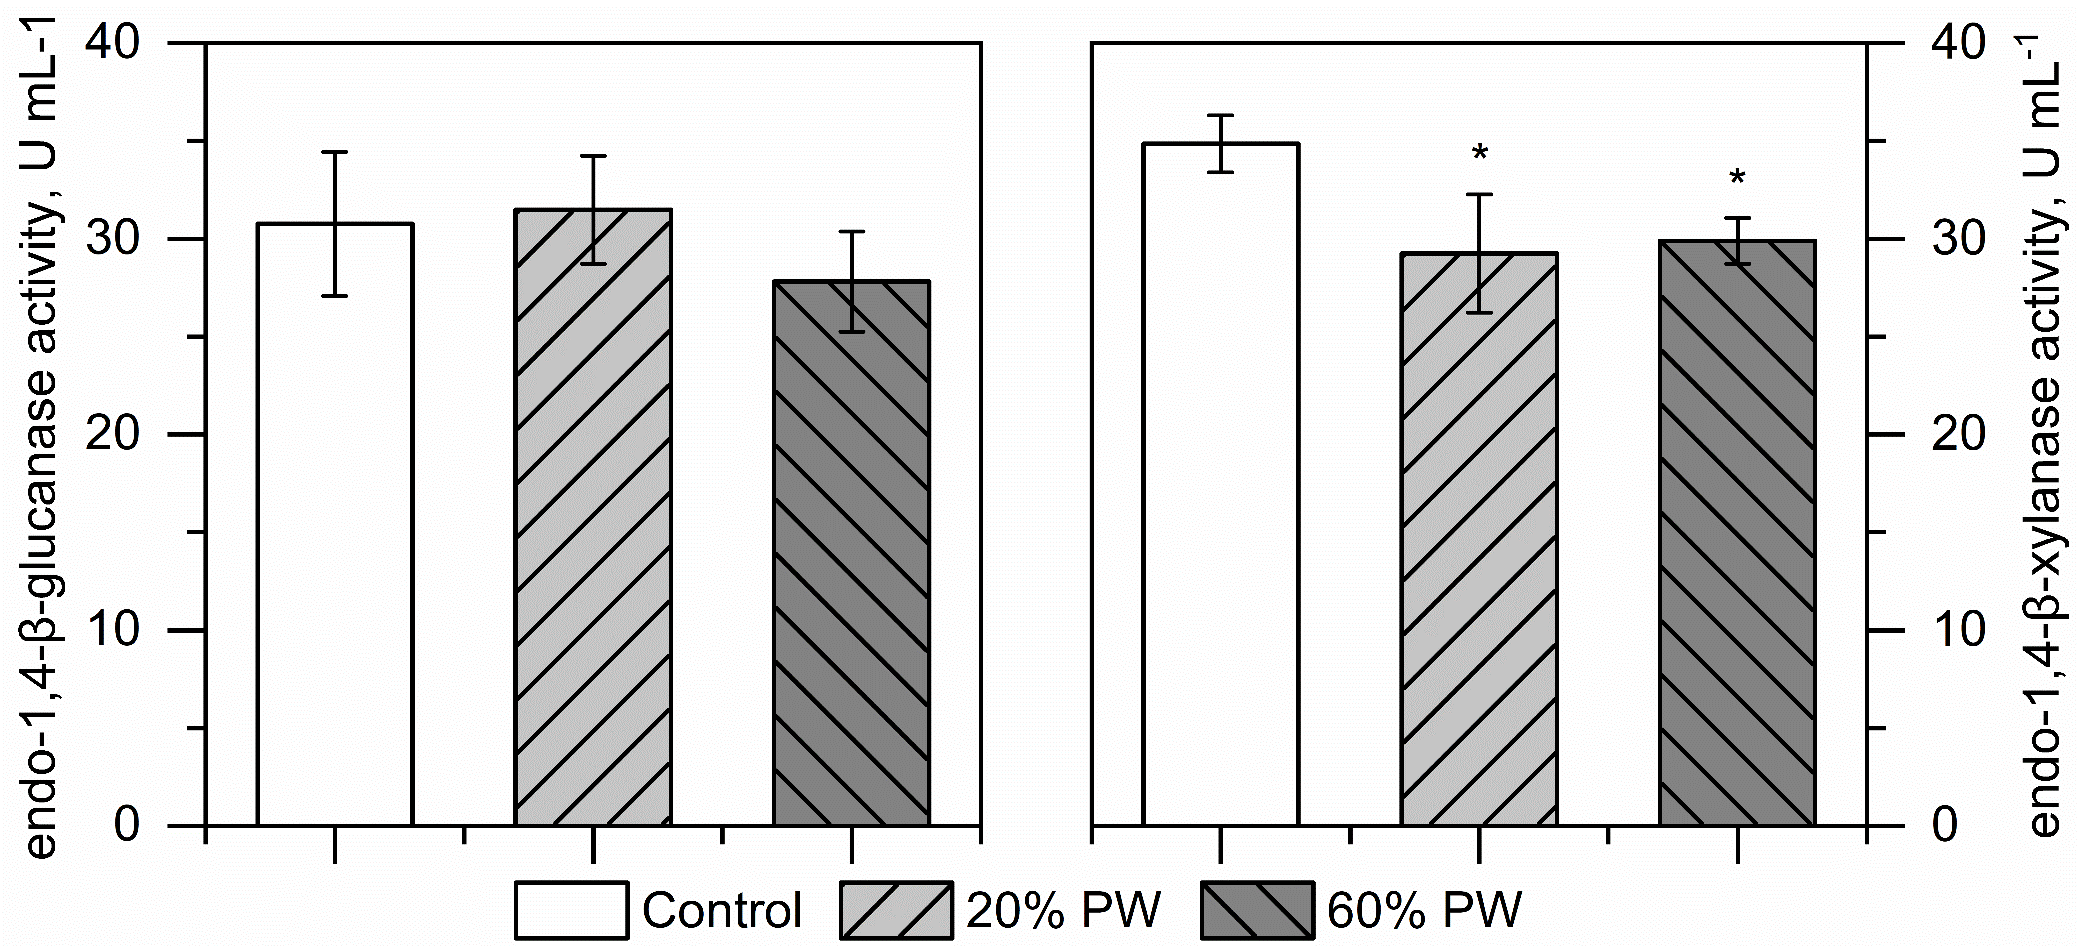 endo-1,4-β-glucanase activity, U mL-1
40
30
20
10
0
*
*
40
30
20
10
0
endo-1,4-β-xylanase activity, U mL⁻¹
Control
20% PW
60% PW